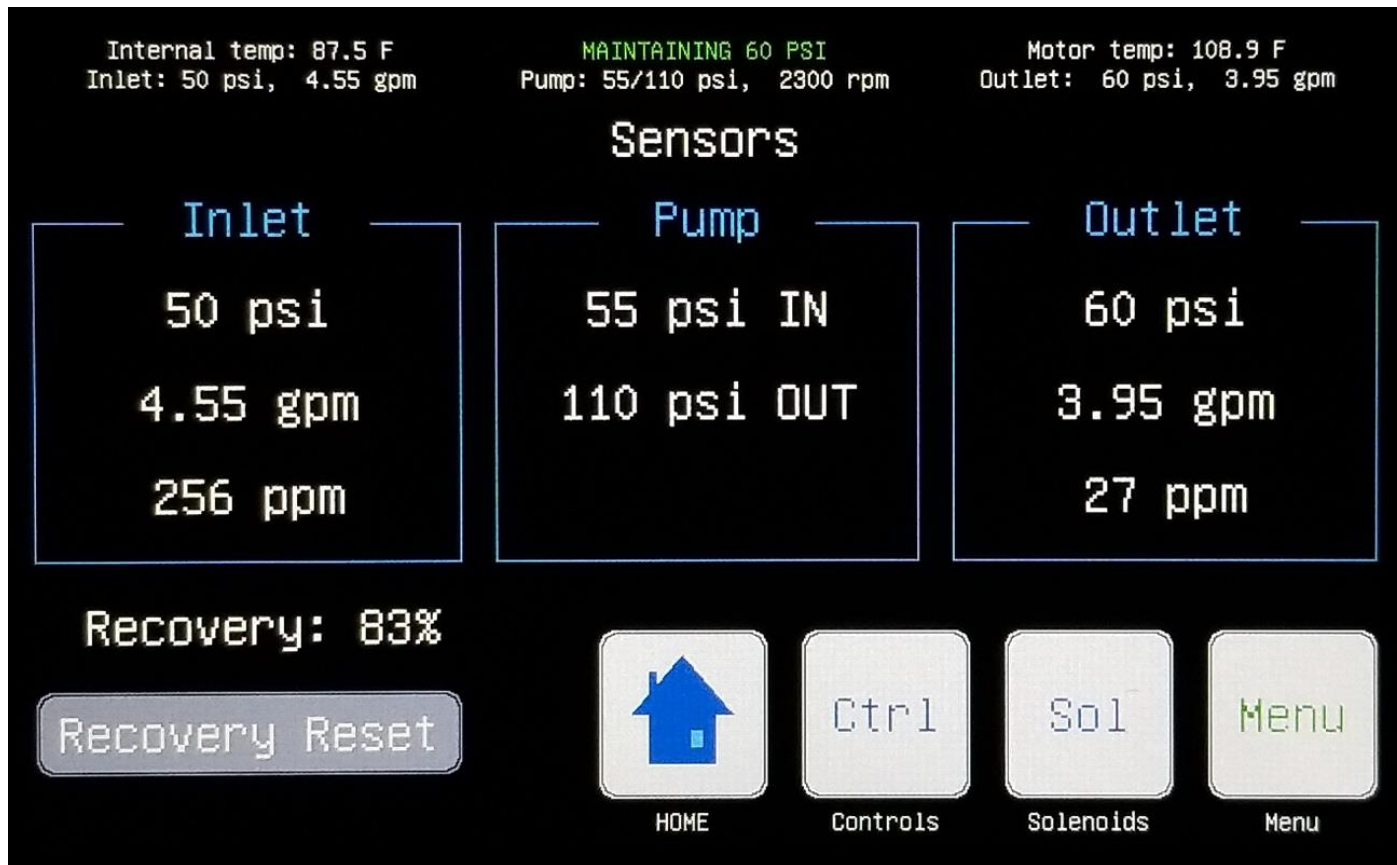 Internal temp: 87.5 F
Inlet: 50 psi, 4.55 gpm
MAINTAINING 60 PSI
Pump: 55/110 psi, 2300 rpm
Motor temp: 108.9 F
Outlet: 60 psi, 3.95 gpm
Sensors
Inlet
50 psi
4.55 gpm
256 ppm
Pump
55 psi IN
110 psi OUT
Outlet
60 psi
3.95 gpm
27 ppm
Recovery: 83%
Recovery Reset
Ctrl
Sol
Menu
HOME
Controls
Solenoids
Menu